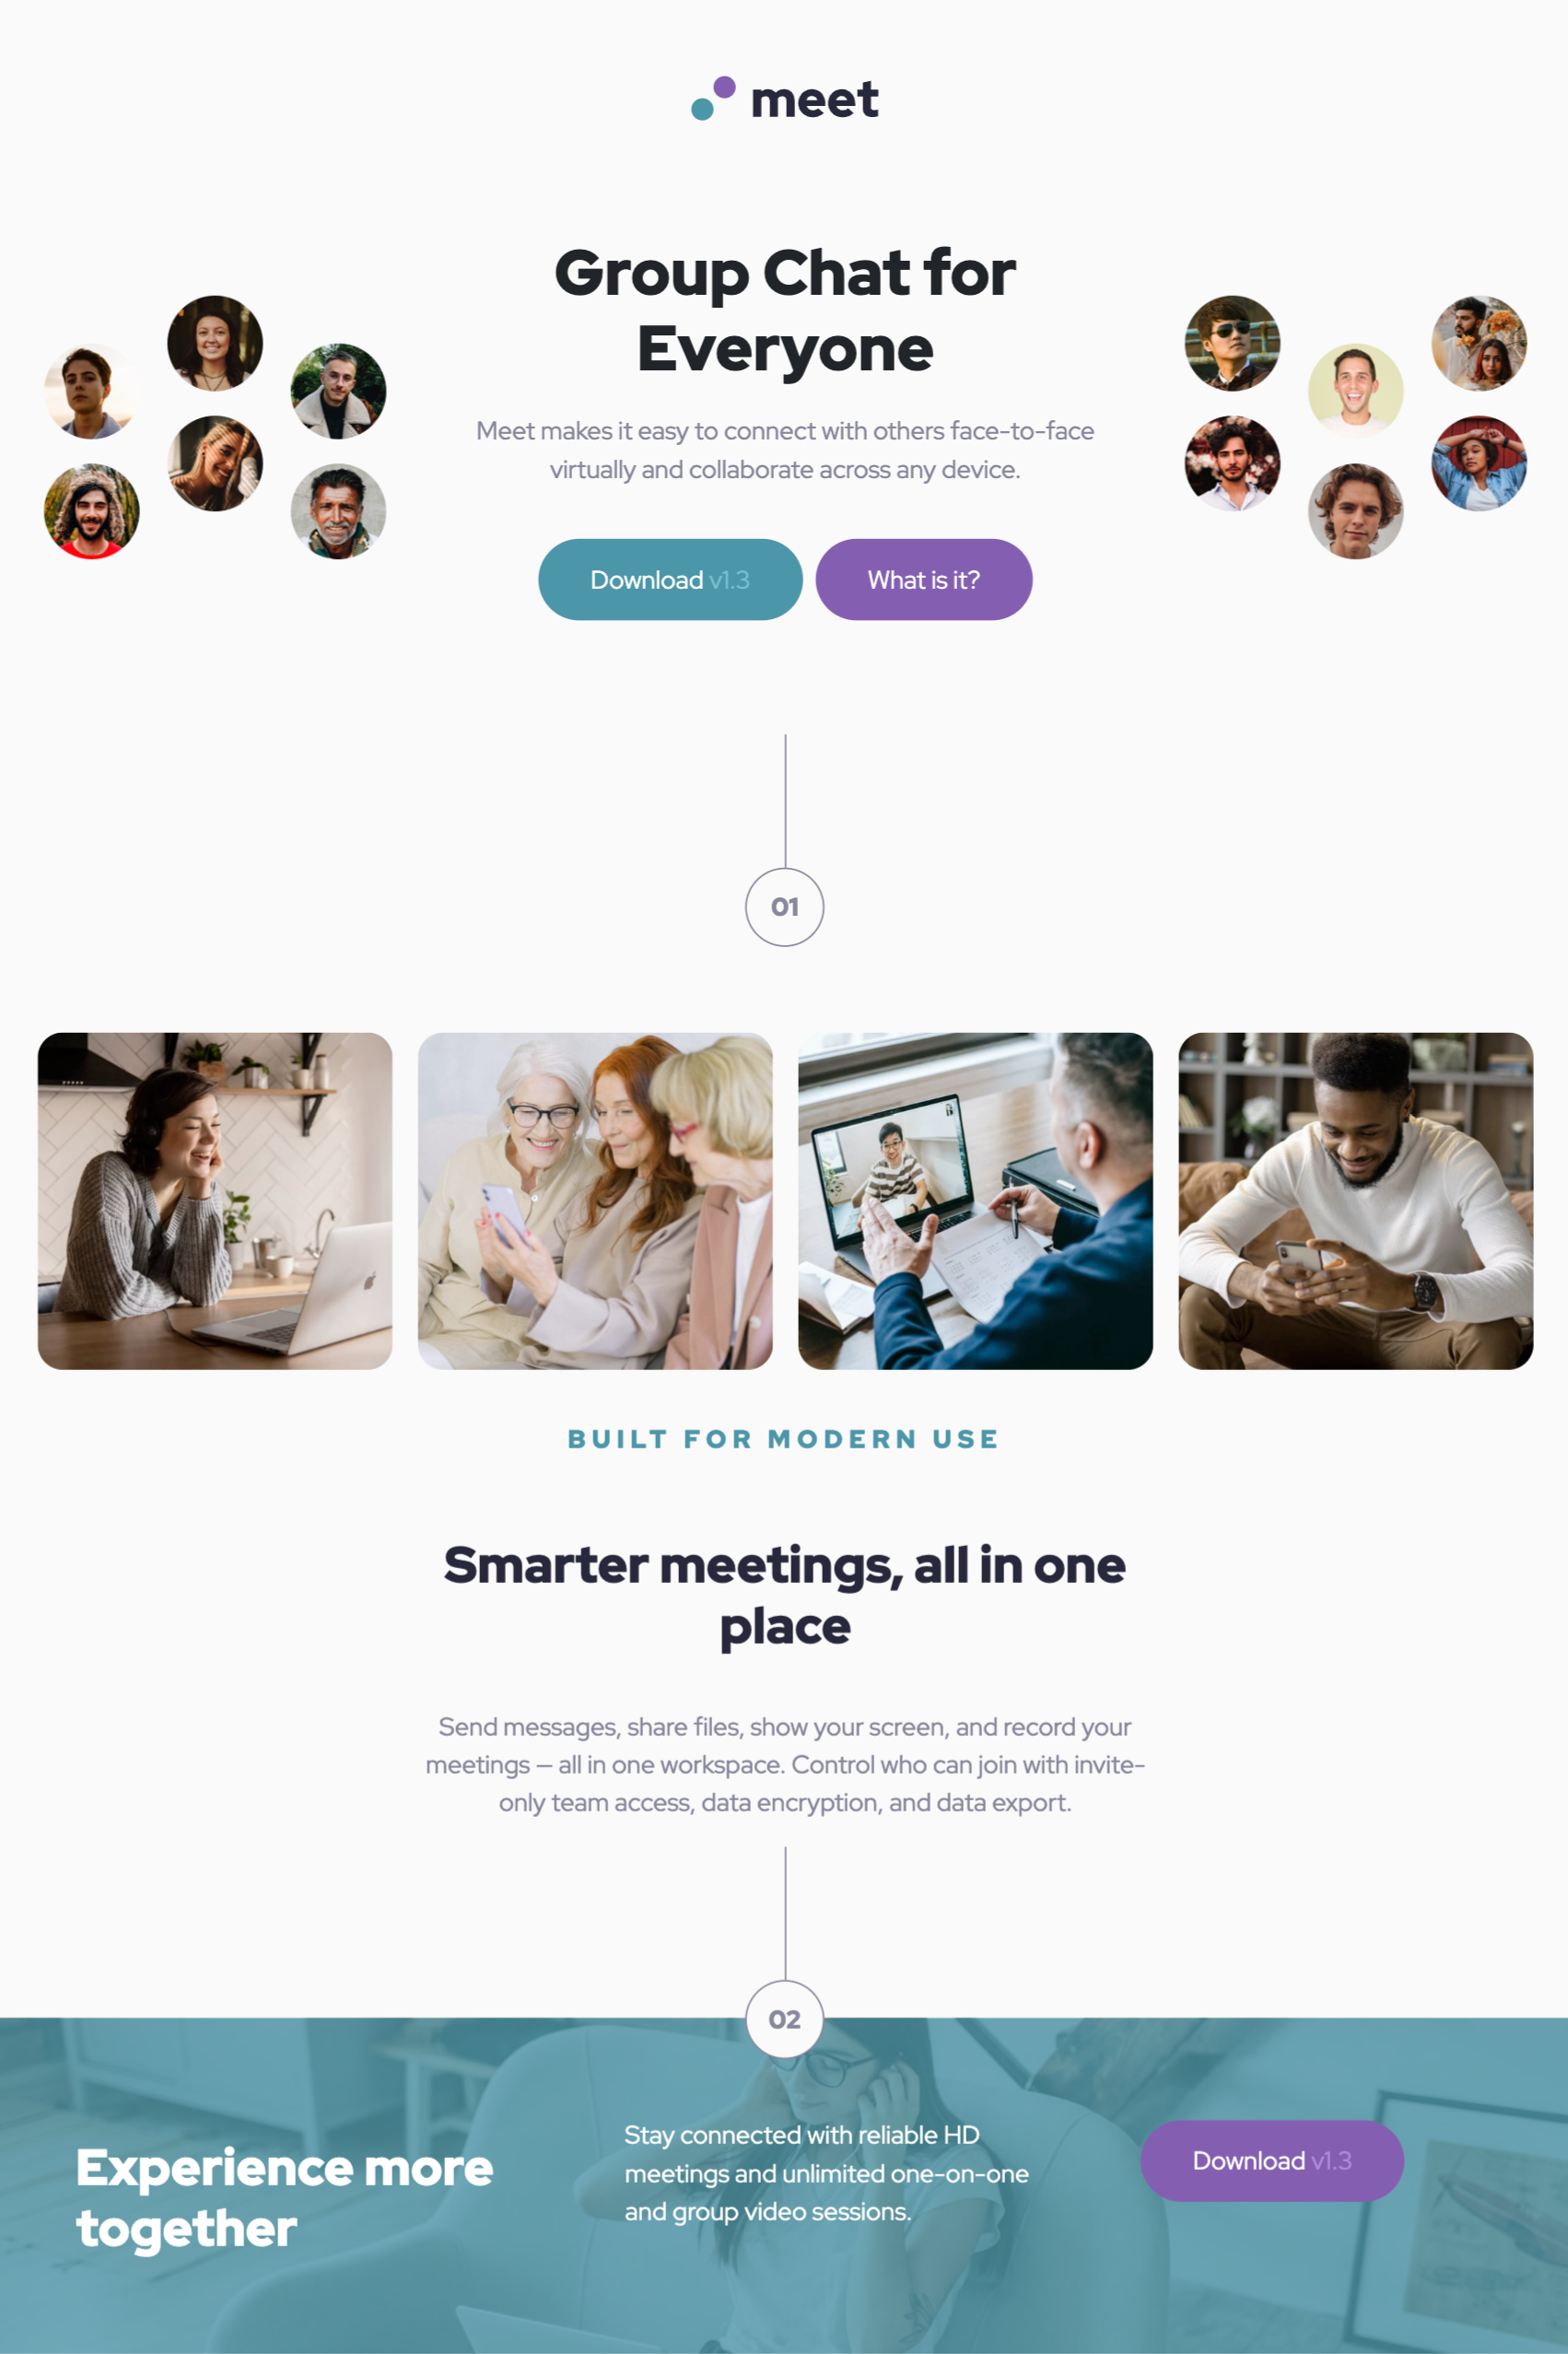 meet
Group Chat for
Everyone
Meet makes it easy to connect with others face-to-face
virtually and collaborate across any device.
Download v1.3
What is it?
01
BUILT FOR MODERN USE
Smarter meetings, all in one
place
Send messages, share files, show your screen, and record your
meetings — all in one workspace. Control who can join with invite-
only team access, data encryption, and data export.
02
Experience more
together
Stay connected with reliable HD
meetings and unlimited one-on-one
and group video sessions.
Download v1.3